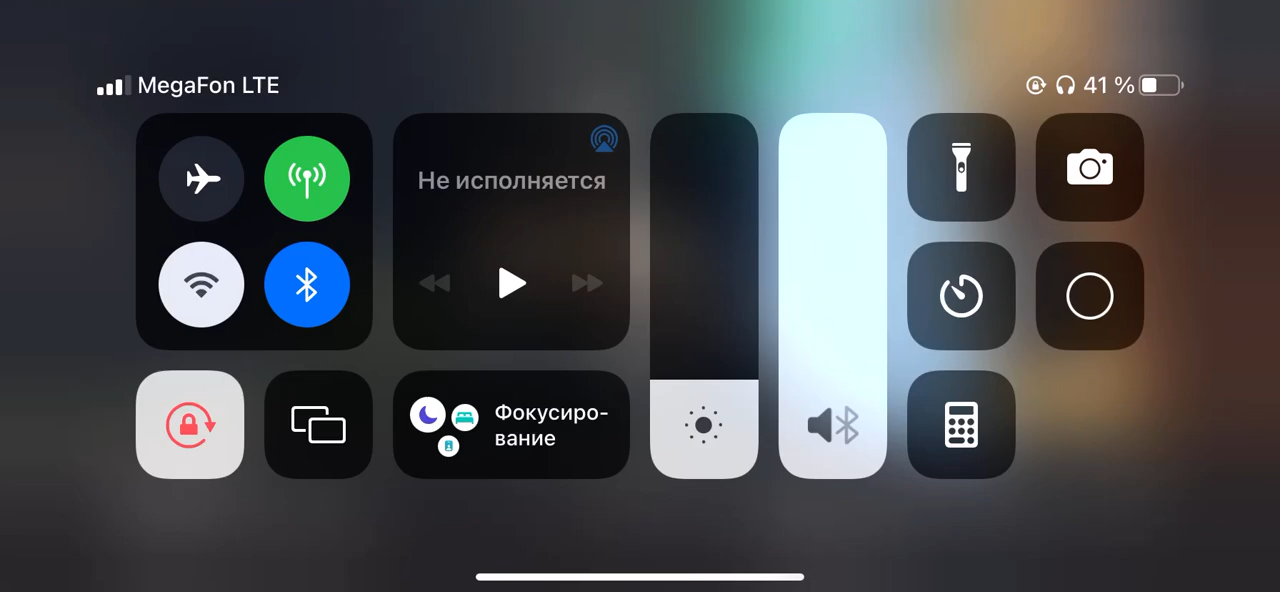 MegaFon LTE
41 %
Не исполняется
Фокусиро-
вание